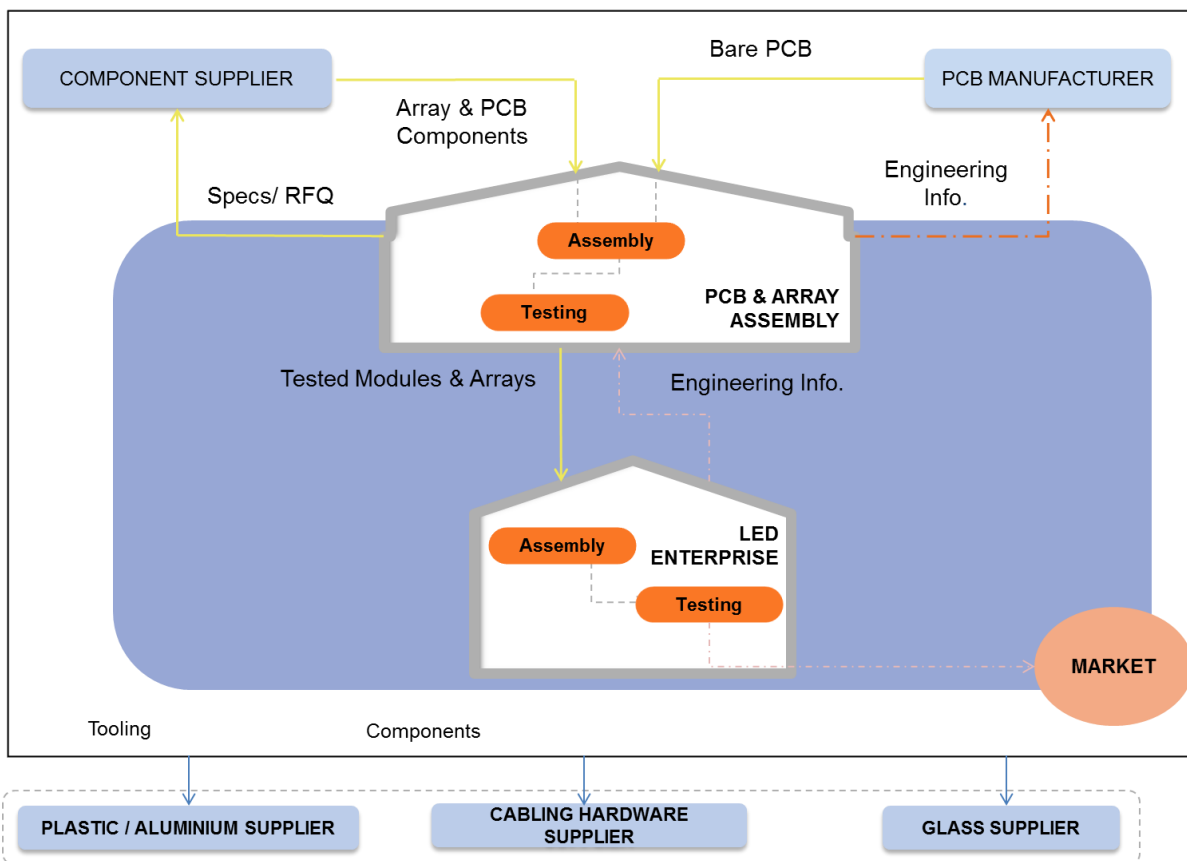 Bare PCB
COMPONENT SUPPLIER
PCB MANUFACTURER
Array & PCB
Components
Engineering
Info.
Specs/ RFQ
Assembly
Testing
PCB & ARRAY
ASSEMBLY
Tested Modules & Arrays
Engineering Info.
LED
ENTERPRISE
Assembly
Testing
MARKET
Tooling
Components
PLASTIC / ALUMINIUM SUPPLIER
CABLING HARDWARE
SUPPLIER
GLASS SUPPLIER